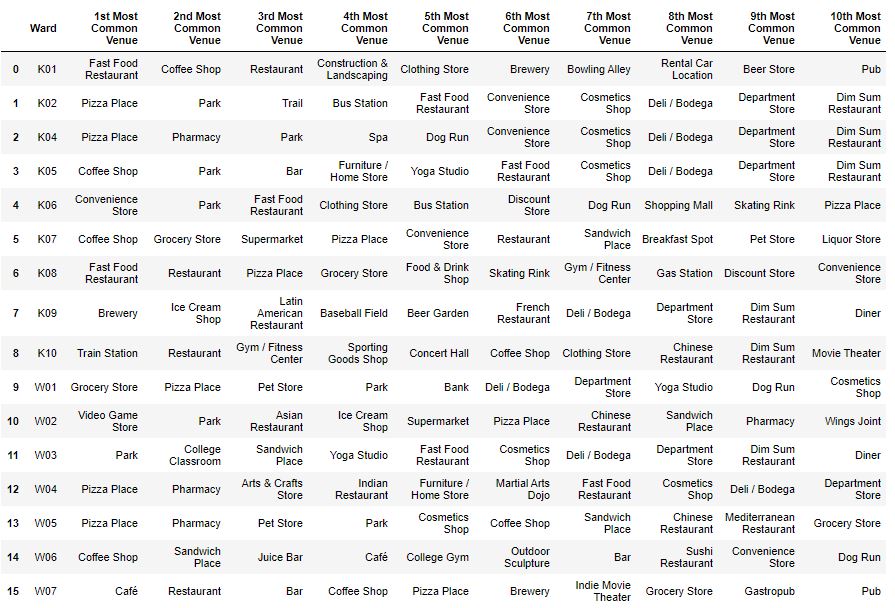 Ward 1st Most Common Venue 2nd Most Common Venue 3rd Most Common Venue 4th Most Common Venue 5th Most Common Venue 6th Most Common Venue 7th Most Common Venue 8th Most Common Venue 9th Most Common Venue 10th Most Common Venue
0 K01 Fast Food Restaurant Coffee Shop Restaurant Construction & Landscaping Clothing Store Brewery Bowling Alley Rental Car Location Beer Store Pub
1 K02 Pizza Place Park Trail Bus Station Fast Food Restaurant Convenience Store Cosmetics Shop Deli / Bodega Department Store Dim Sum Restaurant
2 K04 Pizza Place Pharmacy Park Spa Dog Run Convenience Store Cosmetics Shop Deli / Bodega Department Store Dim Sum Restaurant
3 K05 Coffee Shop Park Bar Furniture / Home Store Yoga Studio Fast Food Restaurant Cosmetics Shop Deli / Bodega Department Store Dim Sum Restaurant
4 K06 Convenience Store Park Fast Food Restaurant Clothing Store Bus Station Discount Store Dog Run Shopping Mall Skating Rink Pizza Place
5 K07 Coffee Shop Grocery Store Supermarket Pizza Place Convenience Store Restaurant Sandwich Place Breakfast Spot Pet Store Liquor Store
6 K08 Fast Food Restaurant Restaurant Pizza Place Grocery Store Food & Drink Shop Skating Rink Gym / Fitness Center Gas Station Discount Store Convenience Store
7 K09 Brewery Ice Cream Shop Latin American Restaurant Baseball Field Beer Garden French Restaurant Deli / Bodega Department Store Dim Sum Restaurant Diner
8 K10 Train Station Restaurant Gym / Fitness Center Sporting Goods Shop Concert Hall Coffee Shop Clothing Store Chinese Restaurant Dim Sum Restaurant Movie Theater
9 W01 Grocery Store Pizza Place Pet Store Park Bank Deli / Bodega Department Store Yoga Studio Dog Run Cosmetics Shop
10 W02 Video Game Store Park Asian Restaurant Ice Cream Shop Supermarket Pizza Place Chinese Restaurant Sandwich Place Pharmacy Wings Joint
11 W03 Park College Classroom Sandwich Place Yoga Studio Fast Food Restaurant Cosmetics Shop Deli / Bodega Department Store Dim Sum Restaurant Diner
12 W04 Pizza Place Pharmacy Arts & Crafts Store Indian Restaurant Furniture / Home Store Martial Arts Dojo Fast Food Restaurant Cosmetics Shop Deli / Bodega Department Store
13 W05 Pizza Place Pharmacy Pet Store Park Cosmetics Shop Coffee Shop Sandwich Place Chinese Restaurant Mediterranean Restaurant Grocery Store
14 W06 Coffee Shop Sandwich Place Juice Bar Café College Gym Outdoor Sculpture Bar Sushi Restaurant Convenience Store Dog Run
15 W07 Café Restaurant Bar Coffee Shop Pizza Place Brewery Indie Movie Theater Grocery Store Gastropub Pub